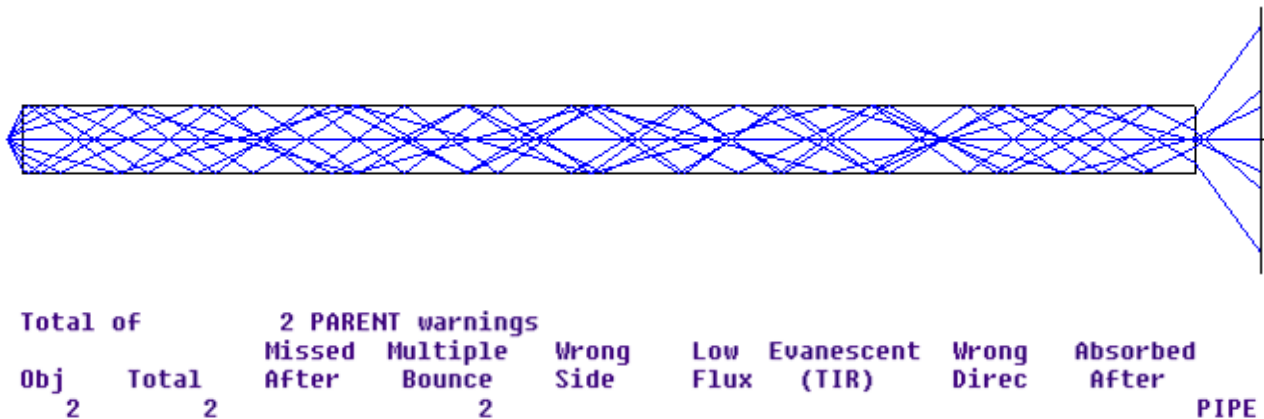 Total of 2 PARENT warnings
Missed Multiple Wrong Low Evanescent Wrong Absorbed
Obj Total After Bounce Side Flux (TIR) Direc After
2 2 2 PIPE